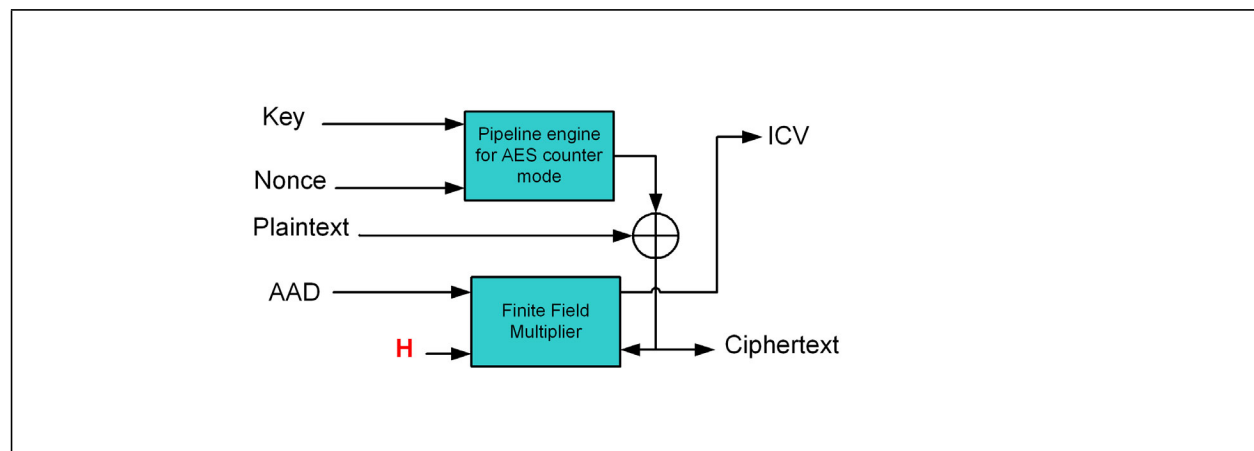 Key
Pipeline engine
for AES counter
mode
ICV
Nonce
Plaintext
AAD
Finite Field
Multiplier
H
Ciphertext